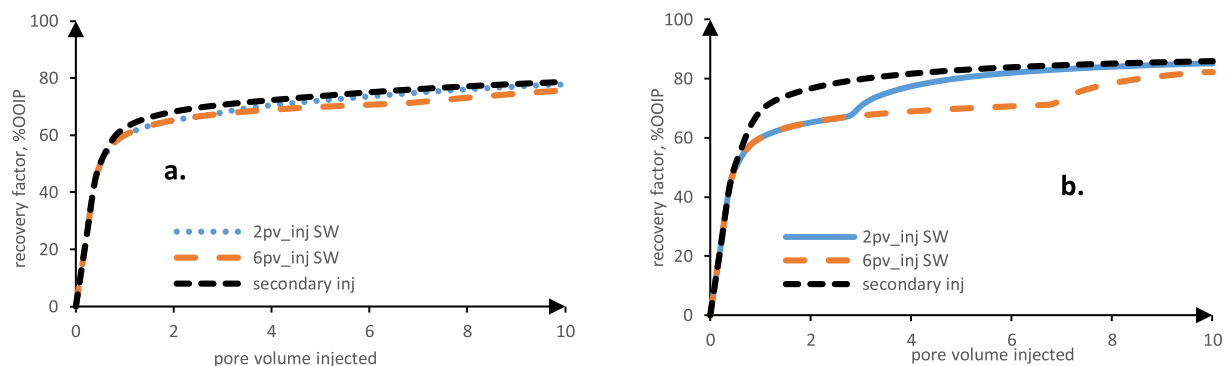 100
80
60
40
20
0
recovery factor, %OOIP
a.
2pv_inj SW
6pv_inj SW
secondary inj
0 2 4 6 8 10
pore volume injected
100
80
60
40
20
0
recovery factor, %OOIP
b.
2pv_inj SW
6pv_inj SW
secondary inj
0 2 4 6 8 10
pore volume injected